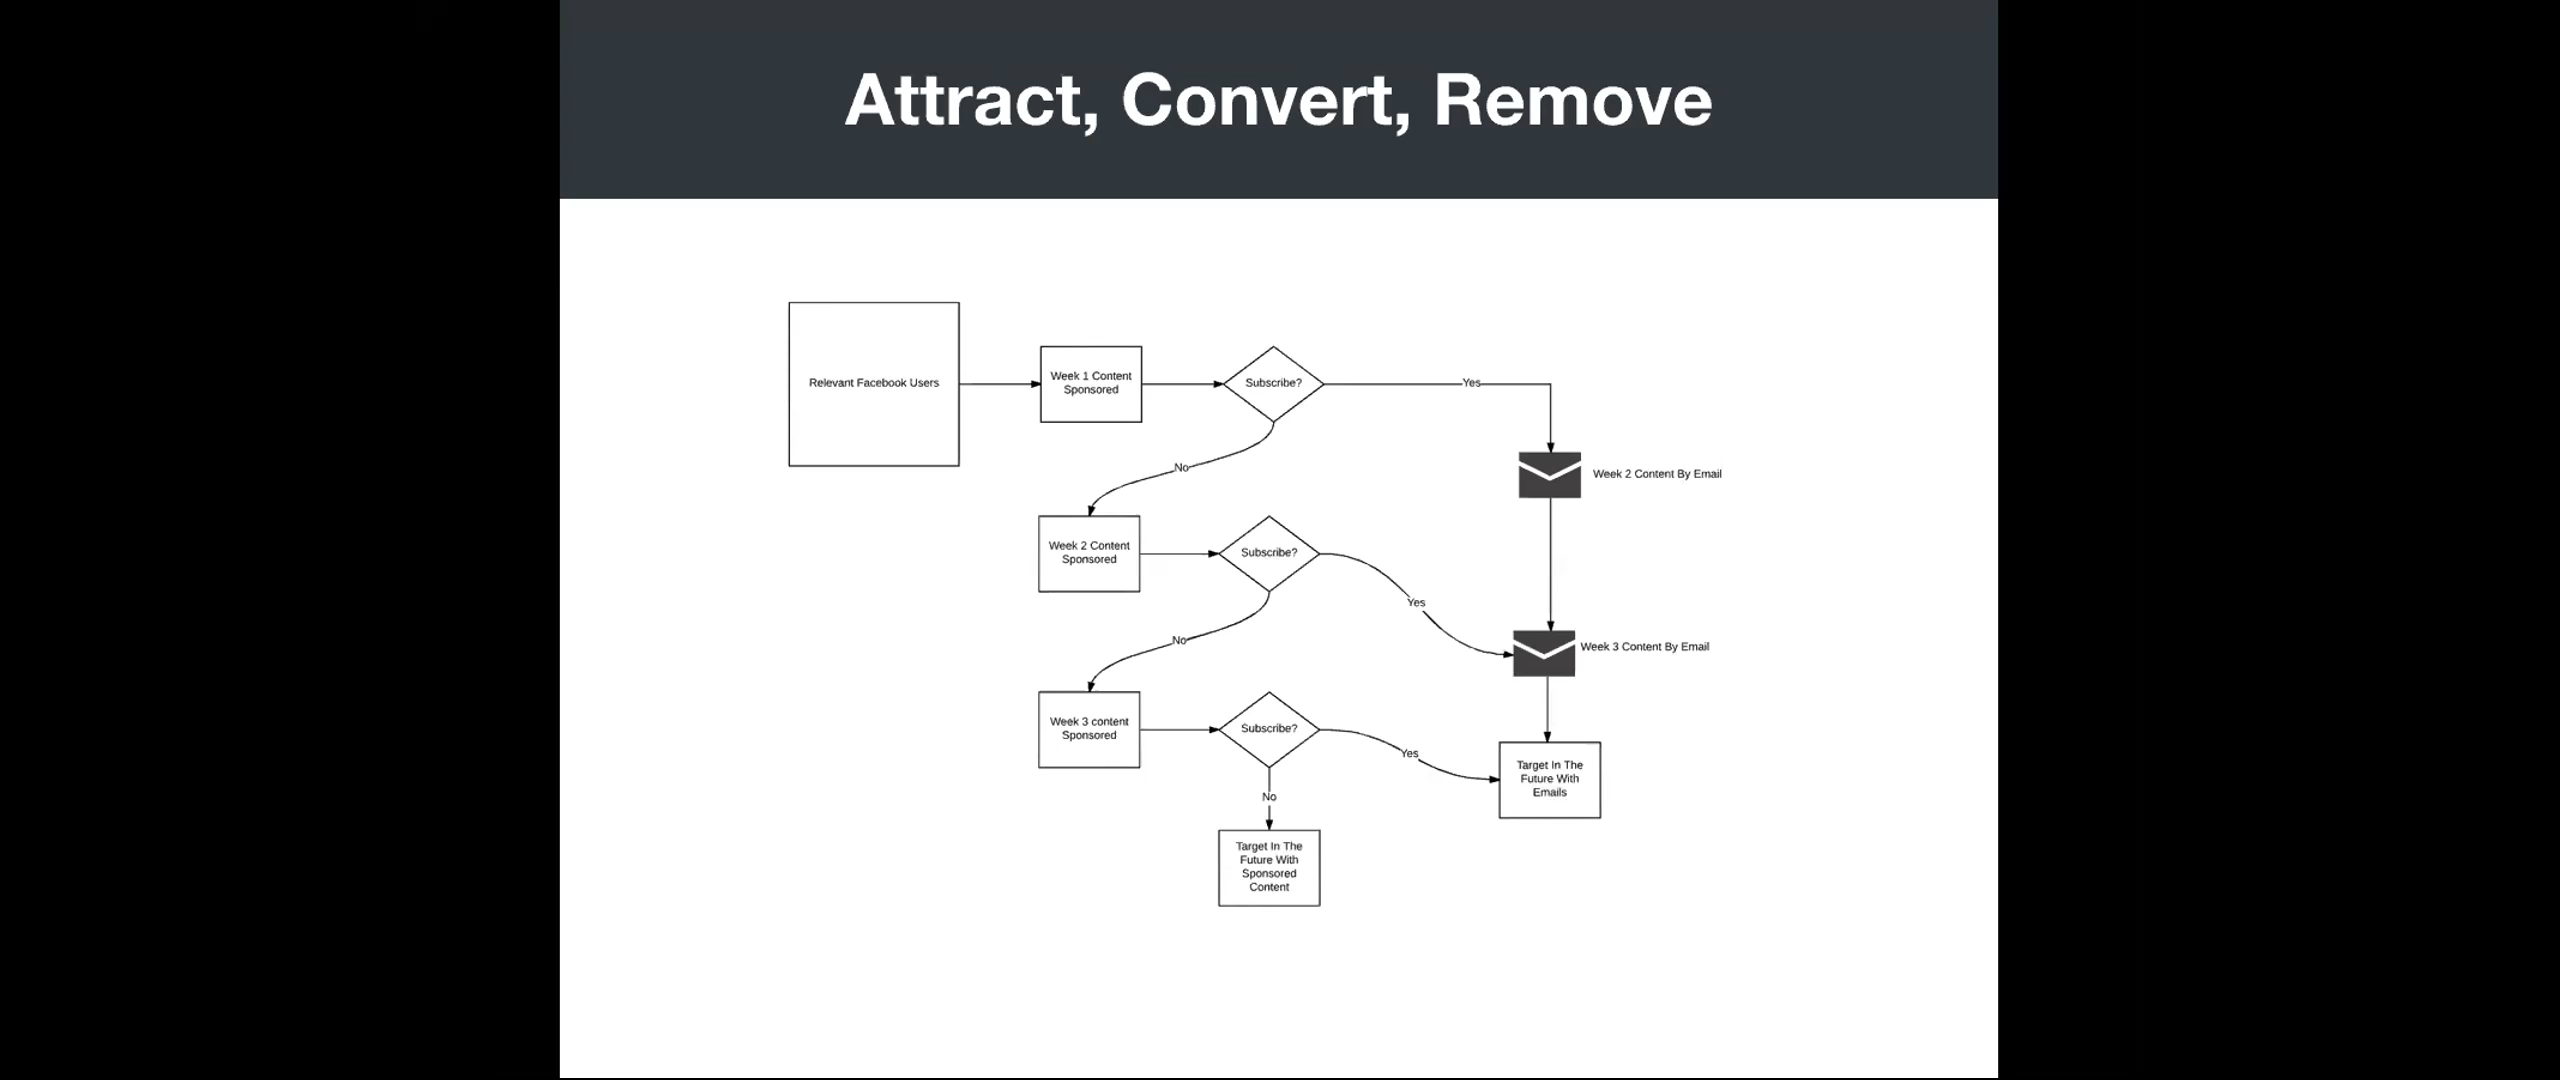 Attract, Convert, Remove
Relevant Facebook Users
Week 1 Content
Sponsored
Subscribe?
Yes
No
Week 2 Content By Email
Week 2 Content
Sponsored
Subscribe?
Yes
No
Week 3 Content By Email
Week 3 content
Sponsored
Subscribe?
Yes
No
Target In The
Future With
Emails
Target In The
Future With
Sponsored
Content